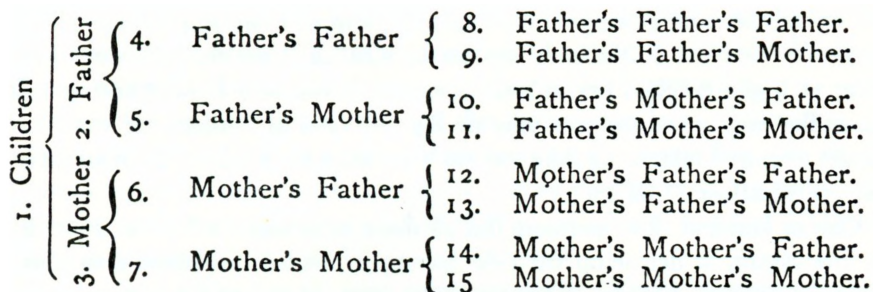 1. Children
2. Father
3. Mother
4. Father's Father
5. Father's Mother
6. Mother's Father
7. Mother's Mother
8. Father's Father's Father.
9. Father's Father's Mother.
10. Father's Mother's Father.
11. Father's Mother's Mother.
12. Mother's Father's Father.
13. Mother's Father's Mother.
14. Mother's Mother's Father.
15 Mother's Mother's Mother.